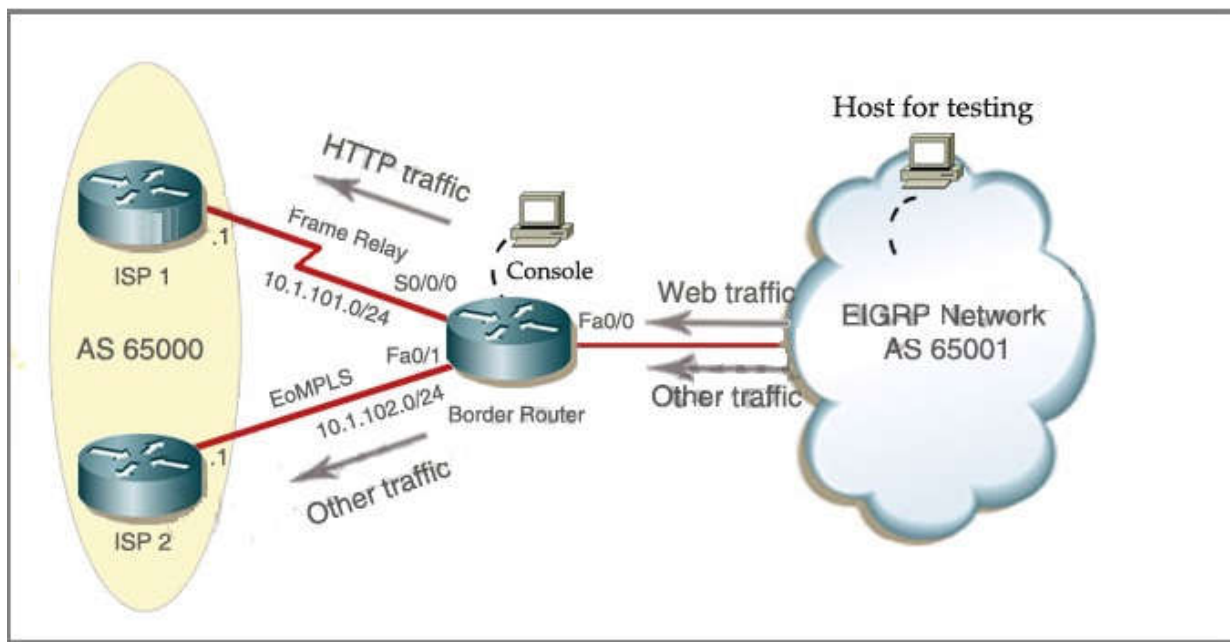 Host for testing
HTTP traffic
Frame Relay
.1
ISP 1
10.1.101.0/24
S0/0/0
Console
Web traffic
Fa0/0
EIGRP Network
AS 65001
AS 65000
Fa0/1
EoMPLS
10.1.102.0/24
Border Router
Other traffic
.1
Other traffic
ISP 2